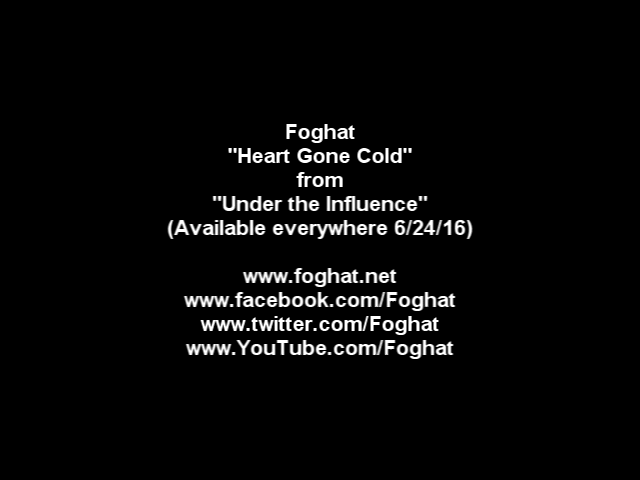 Foghat
"Heart Gone Cold"
from
"Under the Influence"
(Available everywhere 6/24/16)
www.foghat.net
www.facebook.com/Foghat
www.twitter.com/Foghat
www.YouTube.com/Foghat